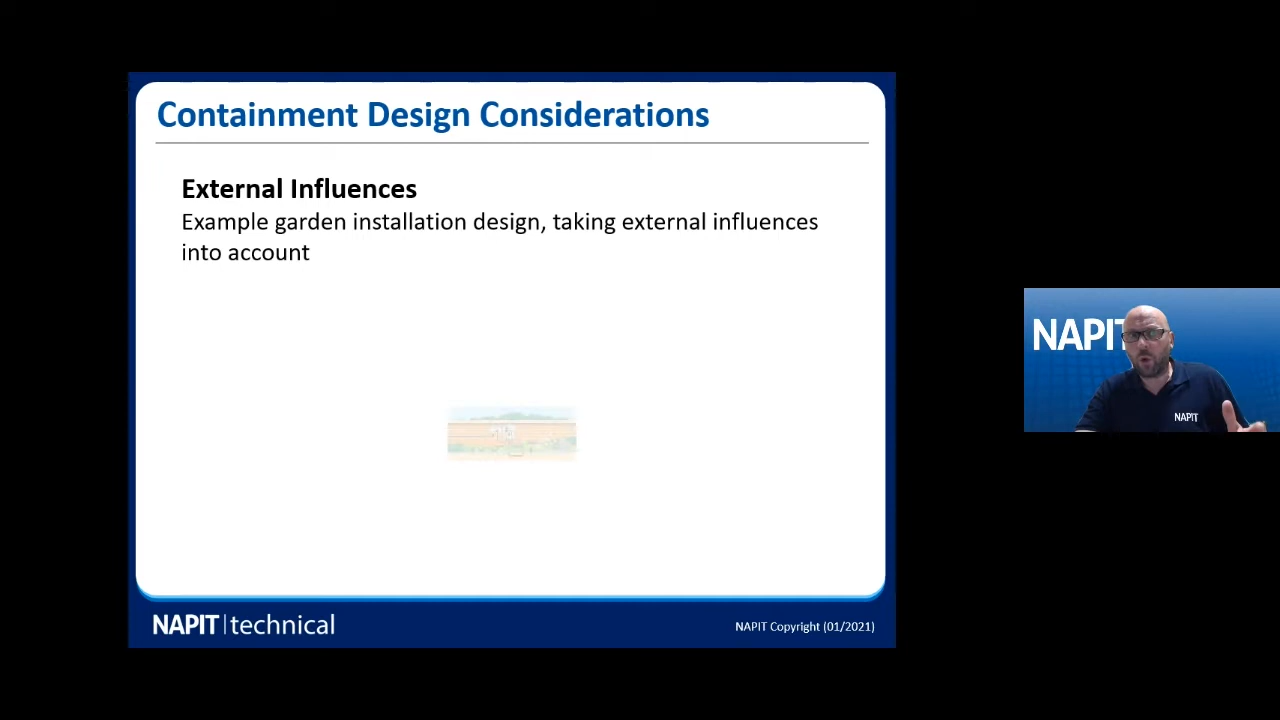 Containment Design Considerations
External Influences
Example garden installation design, taking external influences
into account
NAPIT
NAPIT
NAPIT | technical
NAPIT Copyright (01/2021)